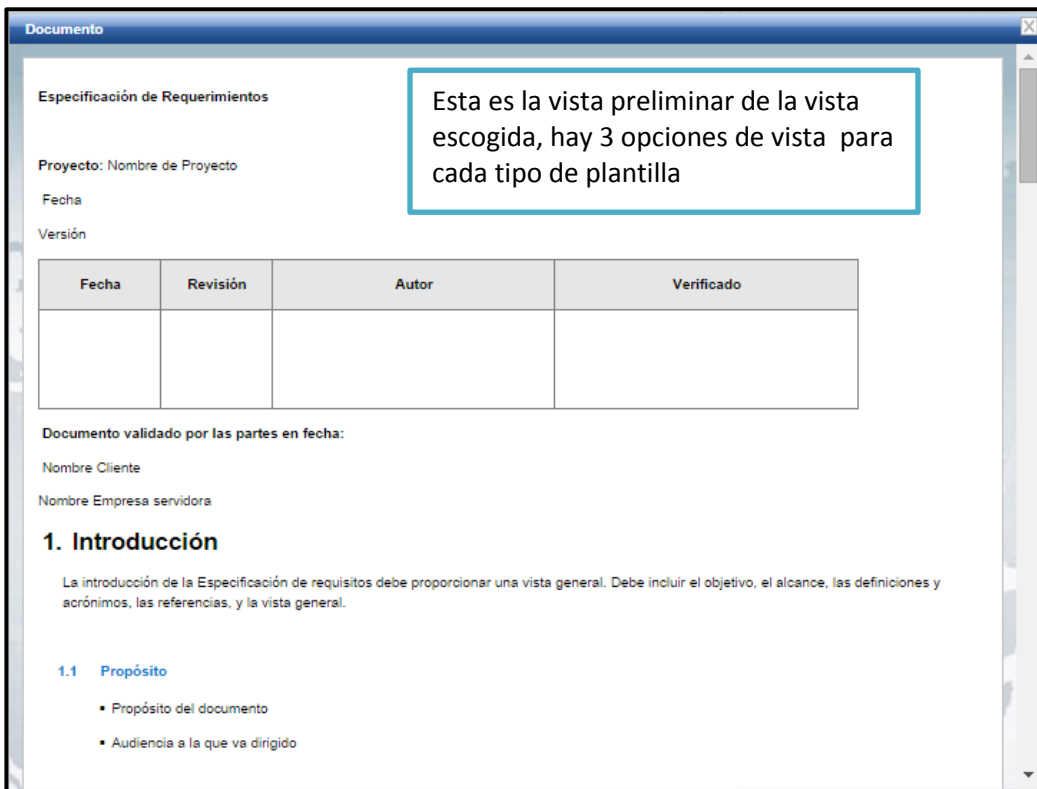 Documento
Especificación de Requerimientos
Esta es la vista preliminar de la vista
escogida, hay 3 opciones de vista para
cada tipo de plantilla
Proyecto: Nombre de Proyecto
Fecha
Versión
Fecha Revisión Autor Verificado
Documento validado por las partes en fecha:
Nombre Cliente
Nombre Empresa servidora
1. Introducción
La introducción de la Especificación de requisitos debe proporcionar una vista general. Debe incluir el objetivo, el alcance, las definiciones y
acrónimos, las referencias, y la vista general.
1.1 Propósito
▪ Propósito del documento
▪ Audiencia a la que va dirigido